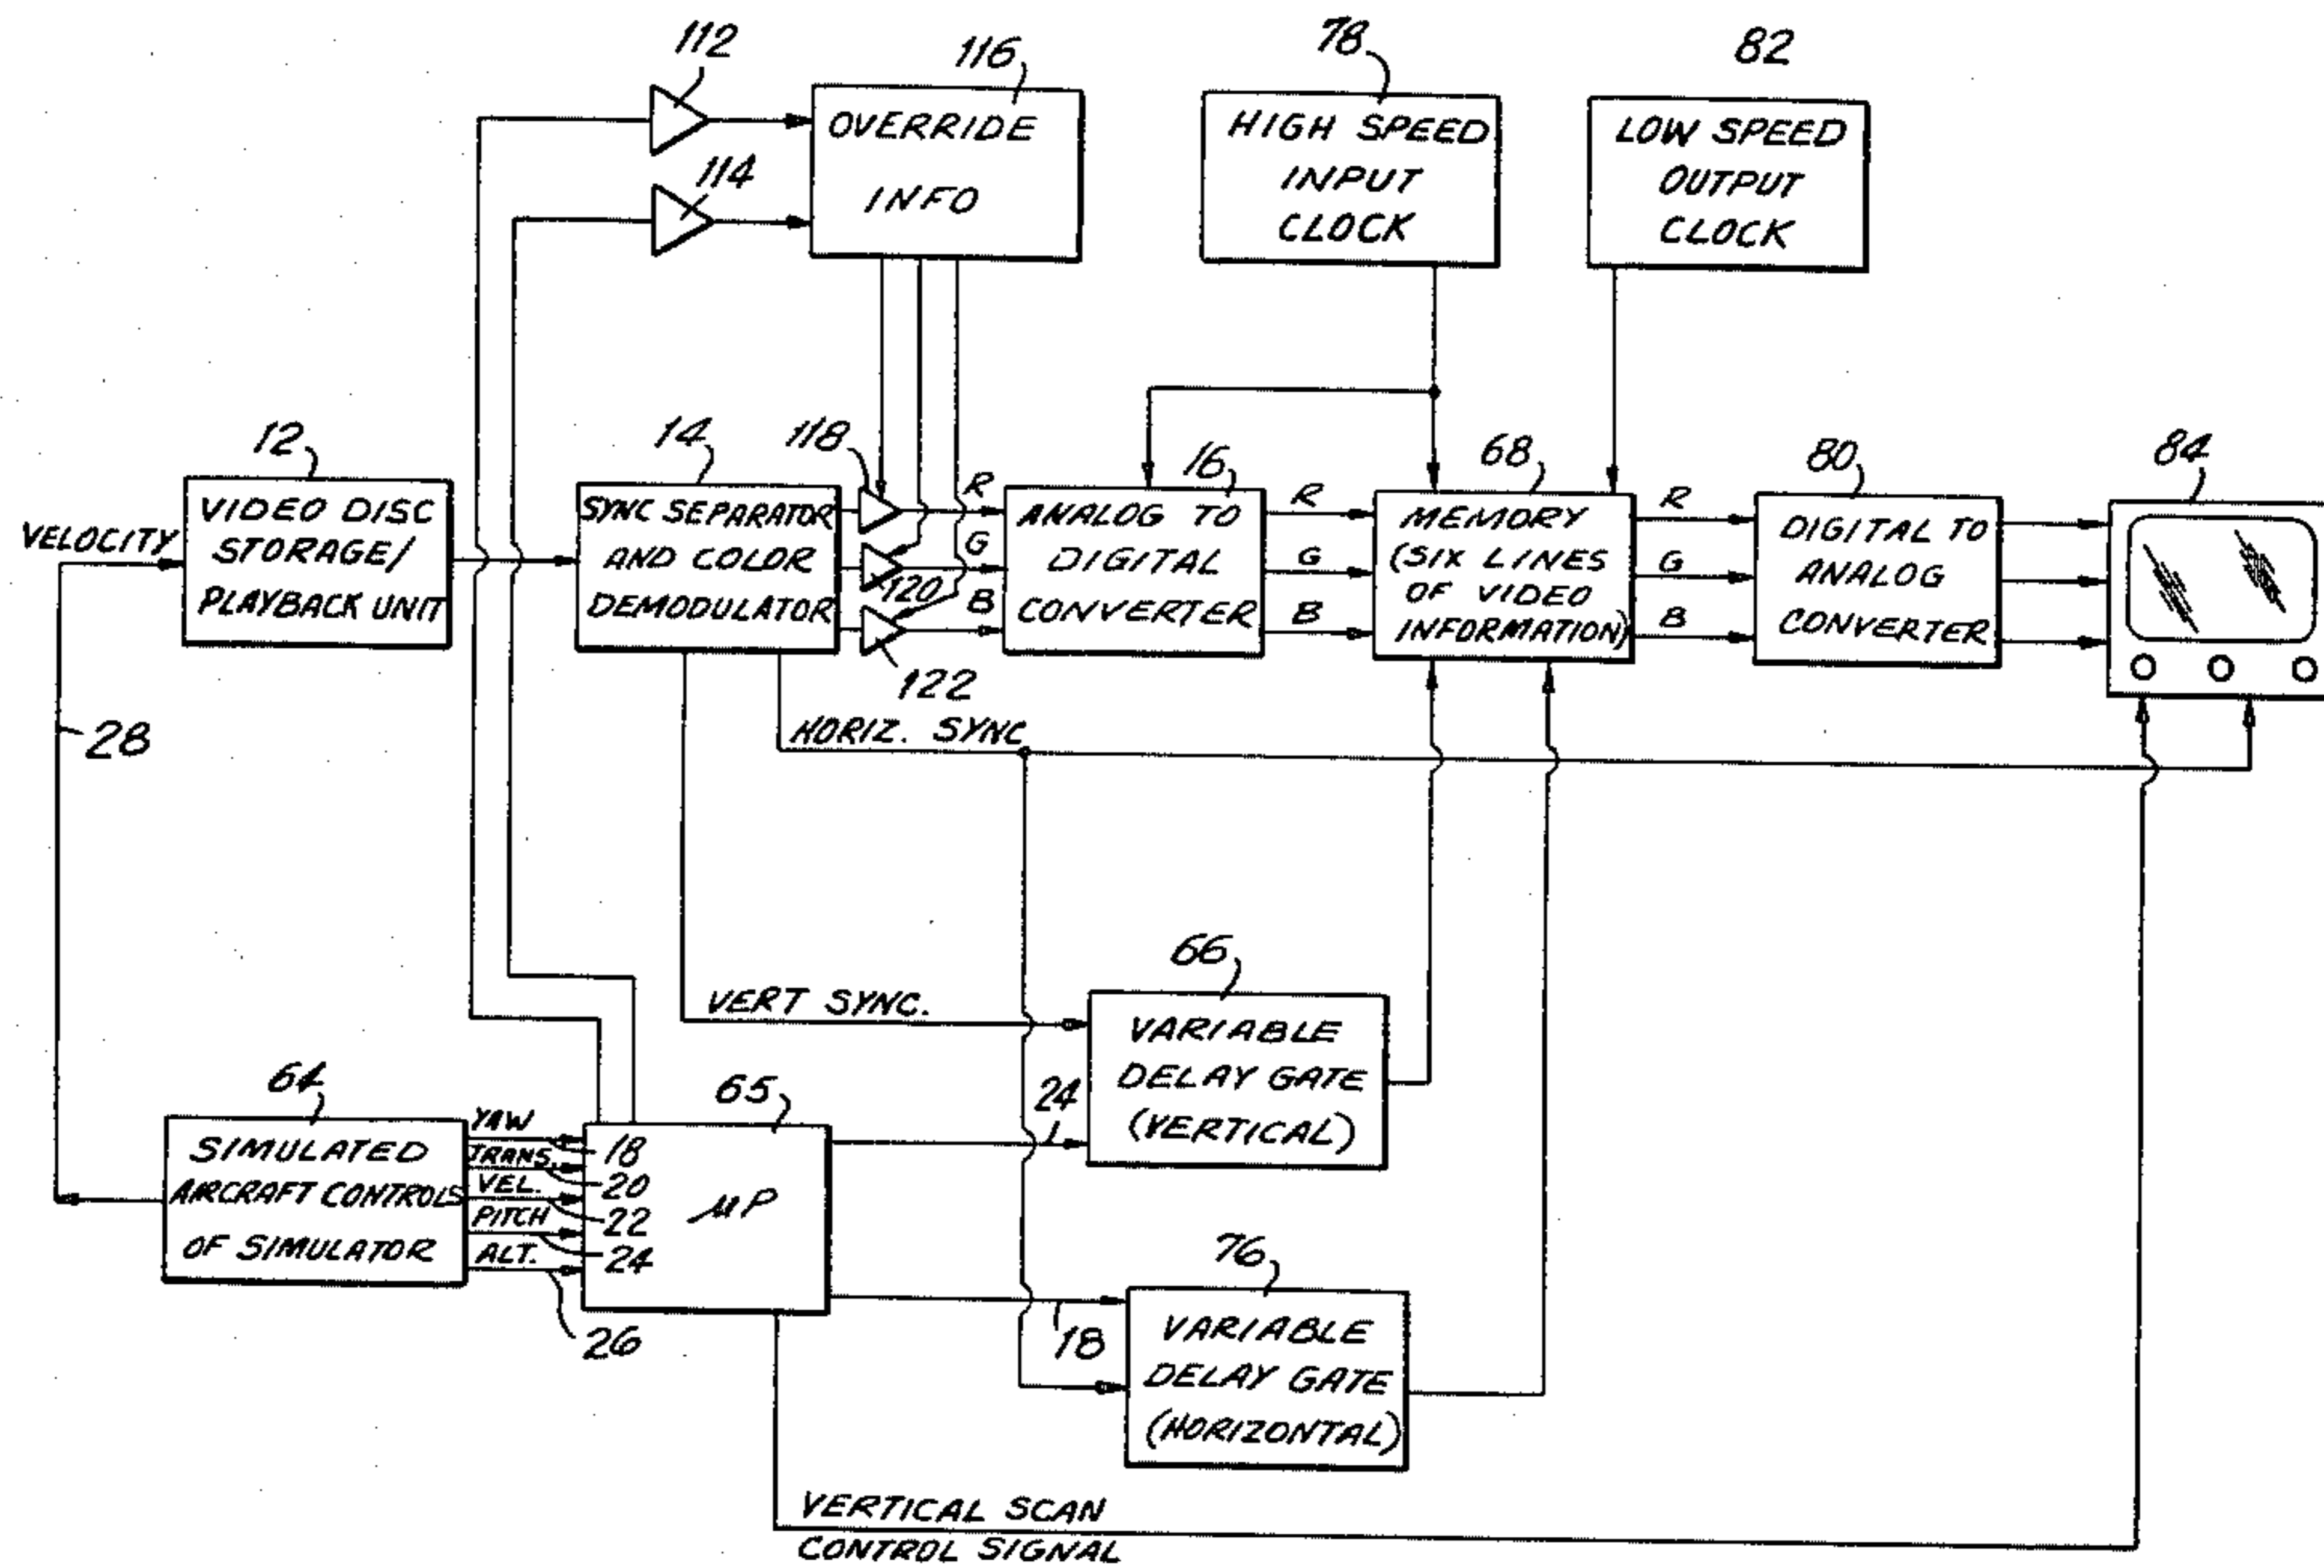 112
116
78
82
OVERRIDE
INFO
HIGH SPEED
INPUT
CLOCK
LOW SPEED
OUTPUT
CLOCK
114
12
14
118
16
68
80
84
VELOCITY
VIDEO DISC
STORAGE/
PLAYBACK UNIT
SYNC SEPARATOR
AND COLOR
DEMODULATOR
R
G
B
120
122
ANALOG TO
DIGITAL
CONVERTER
R
G
B
MEMORY
(SIX LINES
OF VIDEO
INFORMATION)
R
G
B
DIGITAL TO
ANALOG
CONVERTER
28
HORIZ. SYNC
VERT SYNC.
66
VARIABLE
DELAY GATE
(VERTICAL)
24
64
SIMULATED
AIRCRAFT CONTROLS
OF SIMULATOR
YAW
TRANS.
VEL.
PITCH
ALT.
65
18
20
22
24
26
μP
76
18
VARIABLE
DELAY GATE
(HORIZONTAL)
VERTICAL SCAN
CONTROL SIGNAL